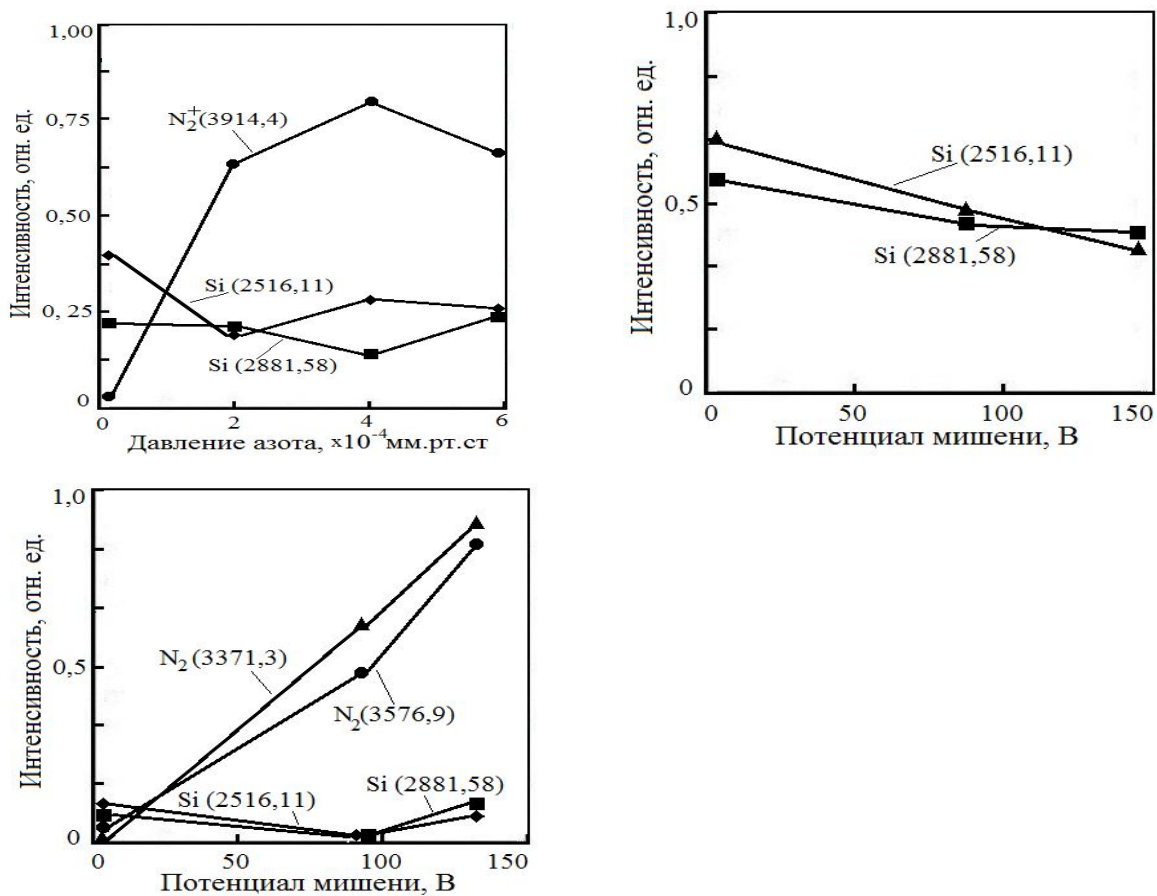 1,00
0,75
0,50
0, 25
0
Интенсивность, отн. ед.
N₂⁺(3914,4)
Si (2516,11)
Si (2881,58)
0 2 4 6
Давление азота, x10⁻⁴мм.рт.ст
1,0
0,5
0
Интенсивность, отн. ед.
Si (2516,11)
Si (2881,58)
0 50 100 150
Потенциал мишени, В
1,0
0,5
0
Интенсивность, отн. ед.
N₂ (3371,3)
N₂(3576,9)
Si (2516,11)
Si (2881,58)
0 50 100 150
Потенциал мишени, В